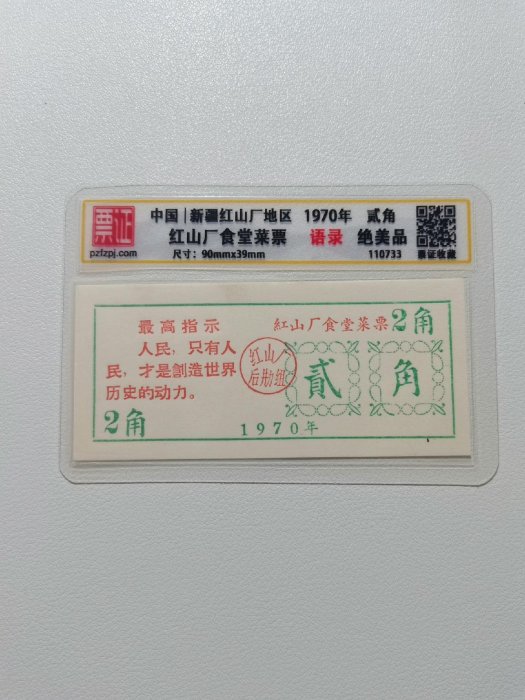 票证
pzfzpj.com
中国|新疆红山厂地区 1970年 贰角
红山厂食堂菜票 语录 绝美品
尺寸：90mmx39mm 110733 票证收藏
最高指示
人民，只有人
民，才是創造世界
历史的动力。
紅山厂食堂菜票 2角
红山厂
后勤组
貳 角
2角
1970年